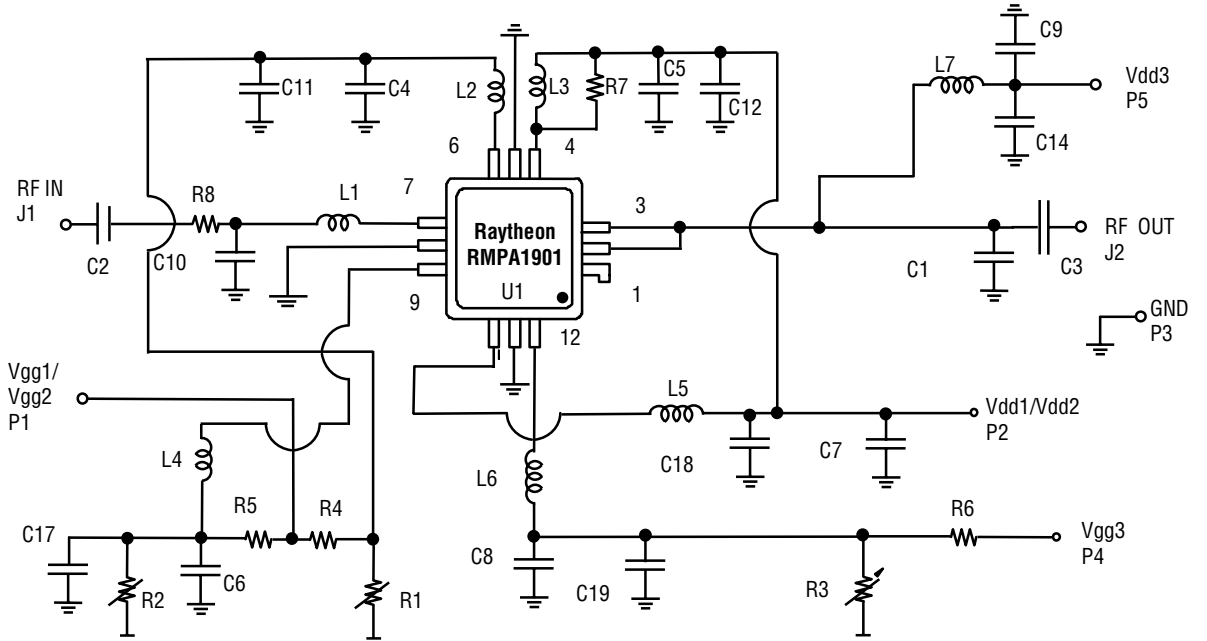 C9
L7
Vdd3
P5
C14
C11
C4
L2
L3
R7
C5
C12
6
4
RF IN
J1
R8
L1
7
3
C2
C10
Raytheon
RMPA1901
U1
9
1
12
C1
C3
RF OUT
J2
GND
P3
Vgg1/
Vgg2
P1
L5
Vdd1/Vdd2
P2
C18
C7
L4
L6
R5
R4
R6
C17
Vgg3
P4
C8
C6
C19
R2
R1
R3